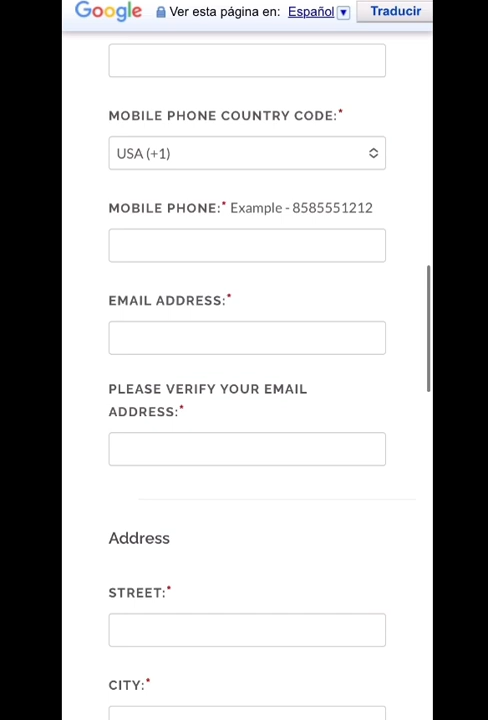 Google Ver esta página en: Español Traducir
MOBILE PHONE COUNTRY CODE:*
USA (+1)
MOBILE PHONE:* Example - 8585551212
EMAIL ADDRESS:*
PLEASE VERIFY YOUR EMAIL
ADDRESS:*
Address
STREET:*
CITY:*